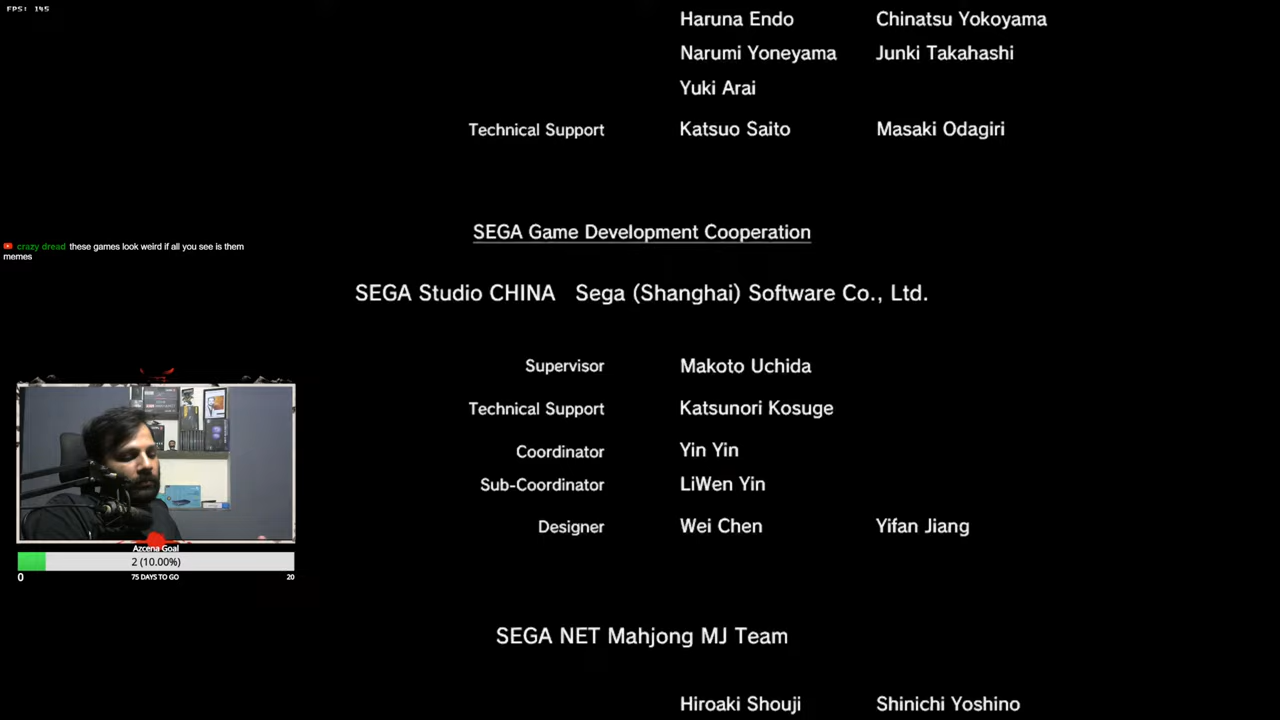 FPS: 145
Haruna Endo Chinatsu Yokoyama
Narumi Yoneyama Junki Takahashi
Yuki Arai
Technical Support Katsuo Saito Masaki Odagiri
SEGA Game Development Cooperation
crazy dread these games look weird if all you see is them
memes
SEGA Studio CHINA Sega (Shanghai) Software Co., Ltd.
Supervisor Makoto Uchida
Technical Support Katsunori Kosuge
Coordinator Yin Yin
Sub-Coordinator LiWen Yin
Designer Wei Chen Yifan Jiang
Azcena Goal
2 (10.00%)
0 75 DAYS TO GO 20
SEGA NET Mahjong MJ Team
Hiroaki Shouji Shinichi Yoshino